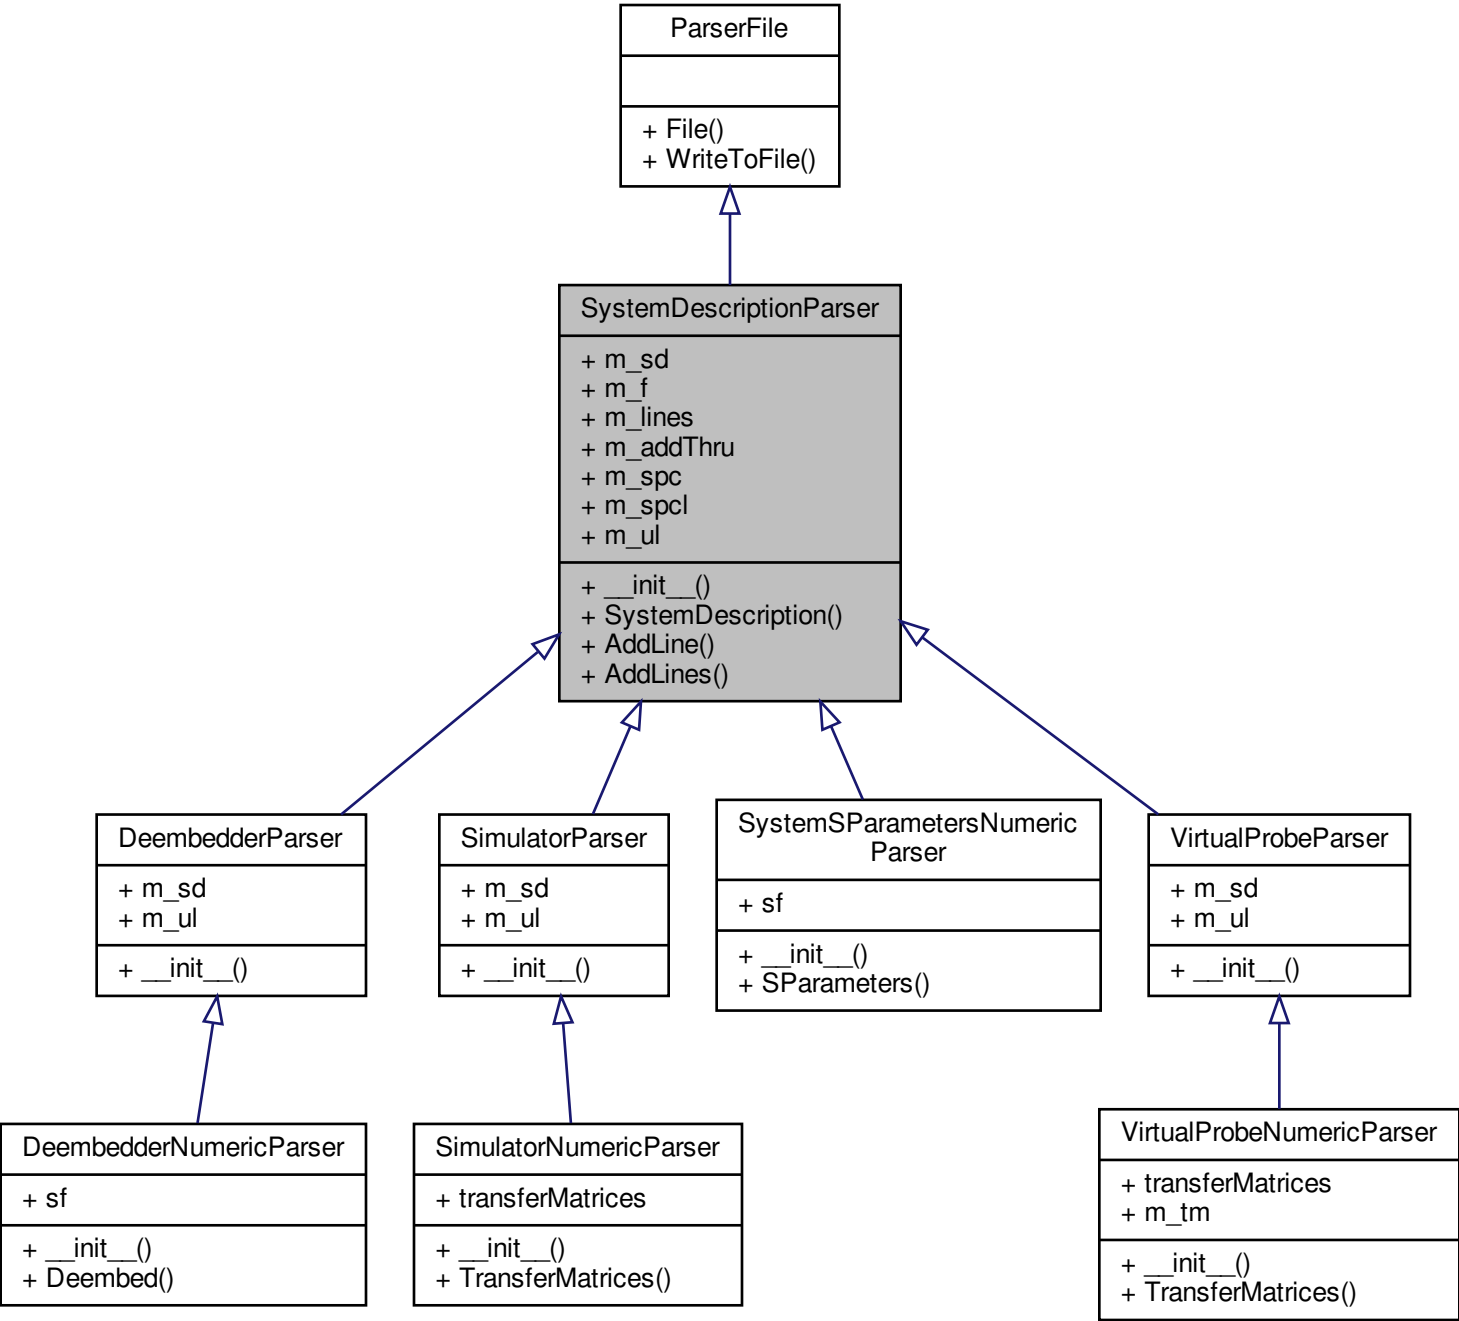 ParserFile
+ File()
+ WriteToFile()
SystemDescriptionParser
+ m_sd
+ m_f
+ m_lines
+ m_addThru
+ m_spc
+ m_spcl
+ m_ul
+ __init__()
+ SystemDescription()
+ AddLine()
+ AddLines()
DeembedderParser
+ m_sd
+ m_ul
+ __init__()
SimulatorParser
+ m_sd
+ m_ul
+ __init__()
SystemSParametersNumeric
Parser
+ sf
+ __init__()
+ SParameters()
VirtualProbeParser
+ m_sd
+ m_ul
+ __init__()
DeembedderNumericParser
+ sf
+ __init__()
+ Deembed()
SimulatorNumericParser
+ transferMatrices
+ __init__()
+ TransferMatrices()
VirtualProbeNumericParser
+ transferMatrices
+ m_tm
+ __init__()
+ TransferMatrices()